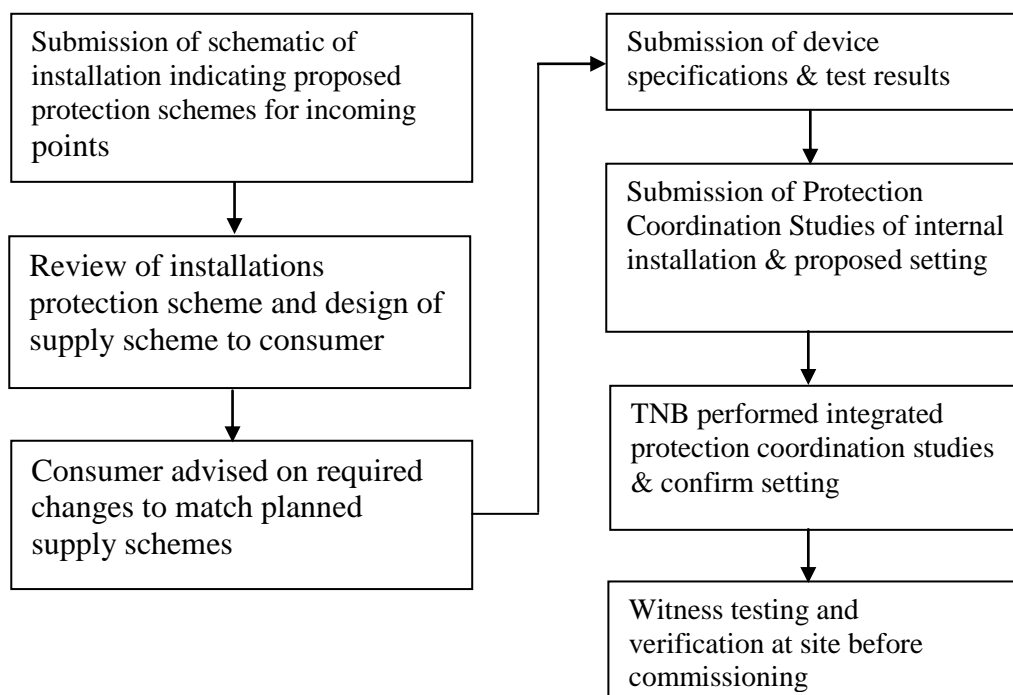 Submission of schematic of
installation indicating proposed
protection schemes for incoming
points
Review of installations
protection scheme and design of
supply scheme to consumer
Consumer advised on required
changes to match planned
supply schemes
Submission of device
specifications & test results
Submission of Protection
Coordination Studies of internal
installation & proposed setting
TNB performed integrated
protection coordination studies
& confirm setting
Witness testing and
verification at site before
commissioning